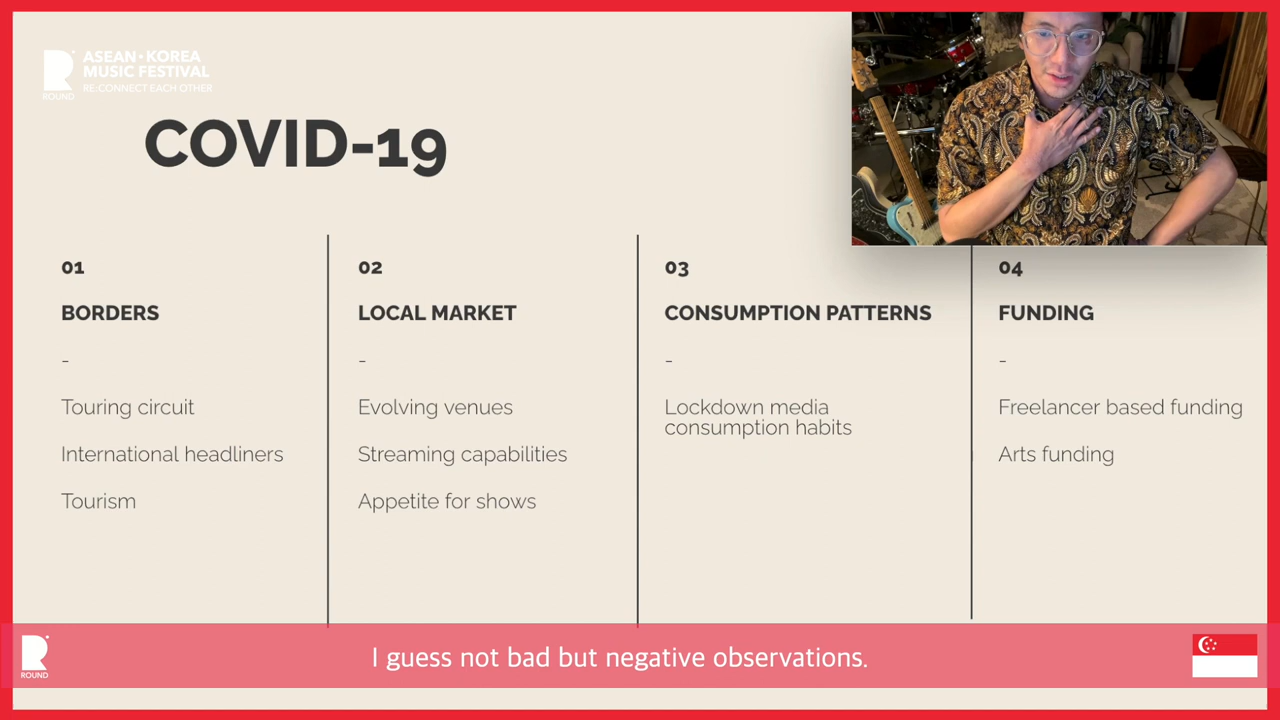 ASEAN•KOREA
MUSIC FESTIVAL
RE:CONNECT EACH OTHER
ROUND
COVID-19
01
BORDERS
-
Touring circuit
International headliners
Tourism
02
LOCAL MARKET
-
Evolving venues
Streaming capabilities
Appetite for shows
03
CONSUMPTION PATTERNS
-
Lockdown media
consumption habits
04
FUNDING
-
Freelancer based funding
Arts funding
I guess not bad but negative observations.
ROUND